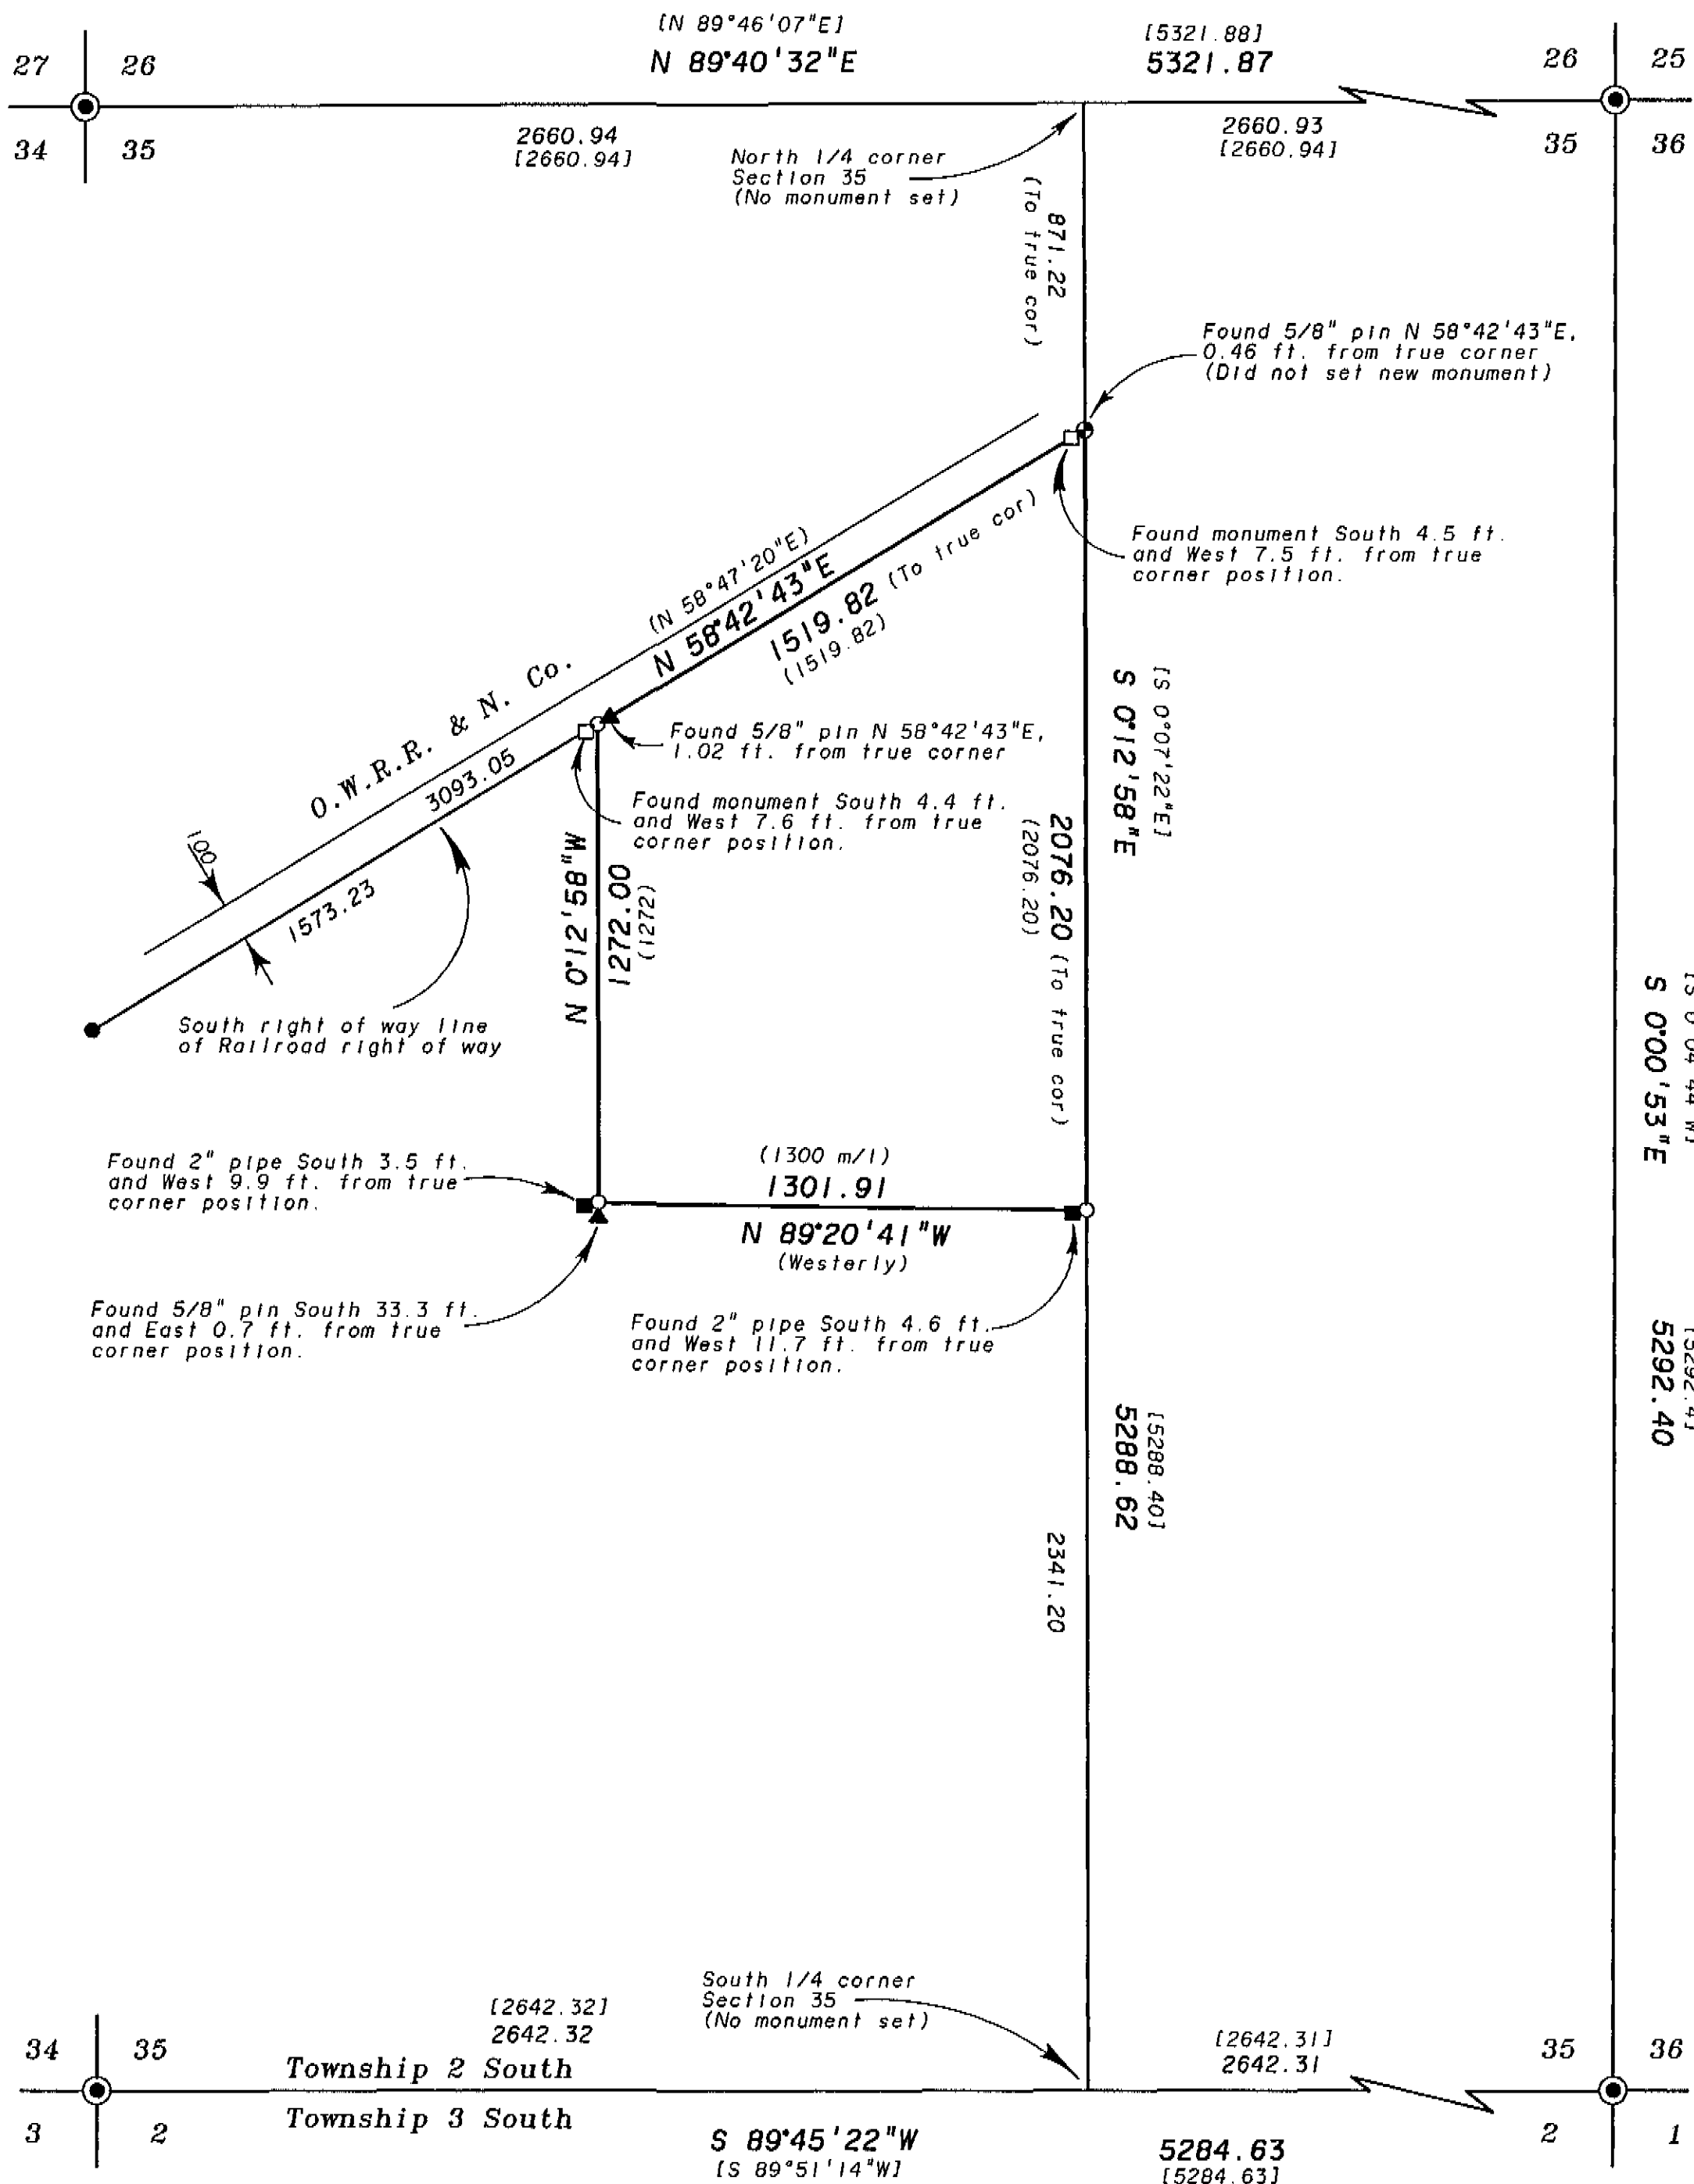 [N 89°46'07"E]
N 89°40'32"E
[5321.88]
5321.87
27
26
26
25
34
35
35
36
2660.94
[2660.94]
2660.93
[2660.94]
North 1/4 corner
Section 35
(No monument set)
871.22
(To true cor)
Found 5/8" pin N 58°42'43"E,
0.46 ft. from true corner
(Did not set new monument)
Found monument South 4.5 ft.
and West 7.5 ft. from true
corner position.
(N 58°47'20"E)
N 58°42'43"E
1519.82 (To true cor)
(1519.82)
O.W.R.R. & N. Co.
3093.05
100
1573.23
Found 5/8" pin N 58°42'43"E,
1.02 ft. from true corner
Found monument South 4.4 ft.
and West 7.6 ft. from true
corner position.
[S 0°07'22"E]
S 0°12'58"E
2076.20 (To true cor)
(2076.20)
N 0°12'58"W
1272.00
(1272)
South right of way line
of Railroad right of way
S 0°00'53"E
5292.40
Found 2" pipe South 3.5 ft.
and West 9.9 ft. from true
corner position.
(1300 m/l)
1301.91
N 89°20'41"W
(Westerly)
Found 5/8" pin South 33.3 ft.
and East 0.7 ft. from true
corner position.
Found 2" pipe South 4.6 ft.
and West 11.7 ft. from true
corner position.
[5288.40]
5288.62
2341.20
South 1/4 corner
Section 35
(No monument set)
[2642.32]
2642.32
[2642.31]
2642.31
34
35
35
36
Township 2 South
Township 3 South
3
2
2
1
S 89°45'22"W
[S 89°51'14"W]
5284.63
[5284.63]